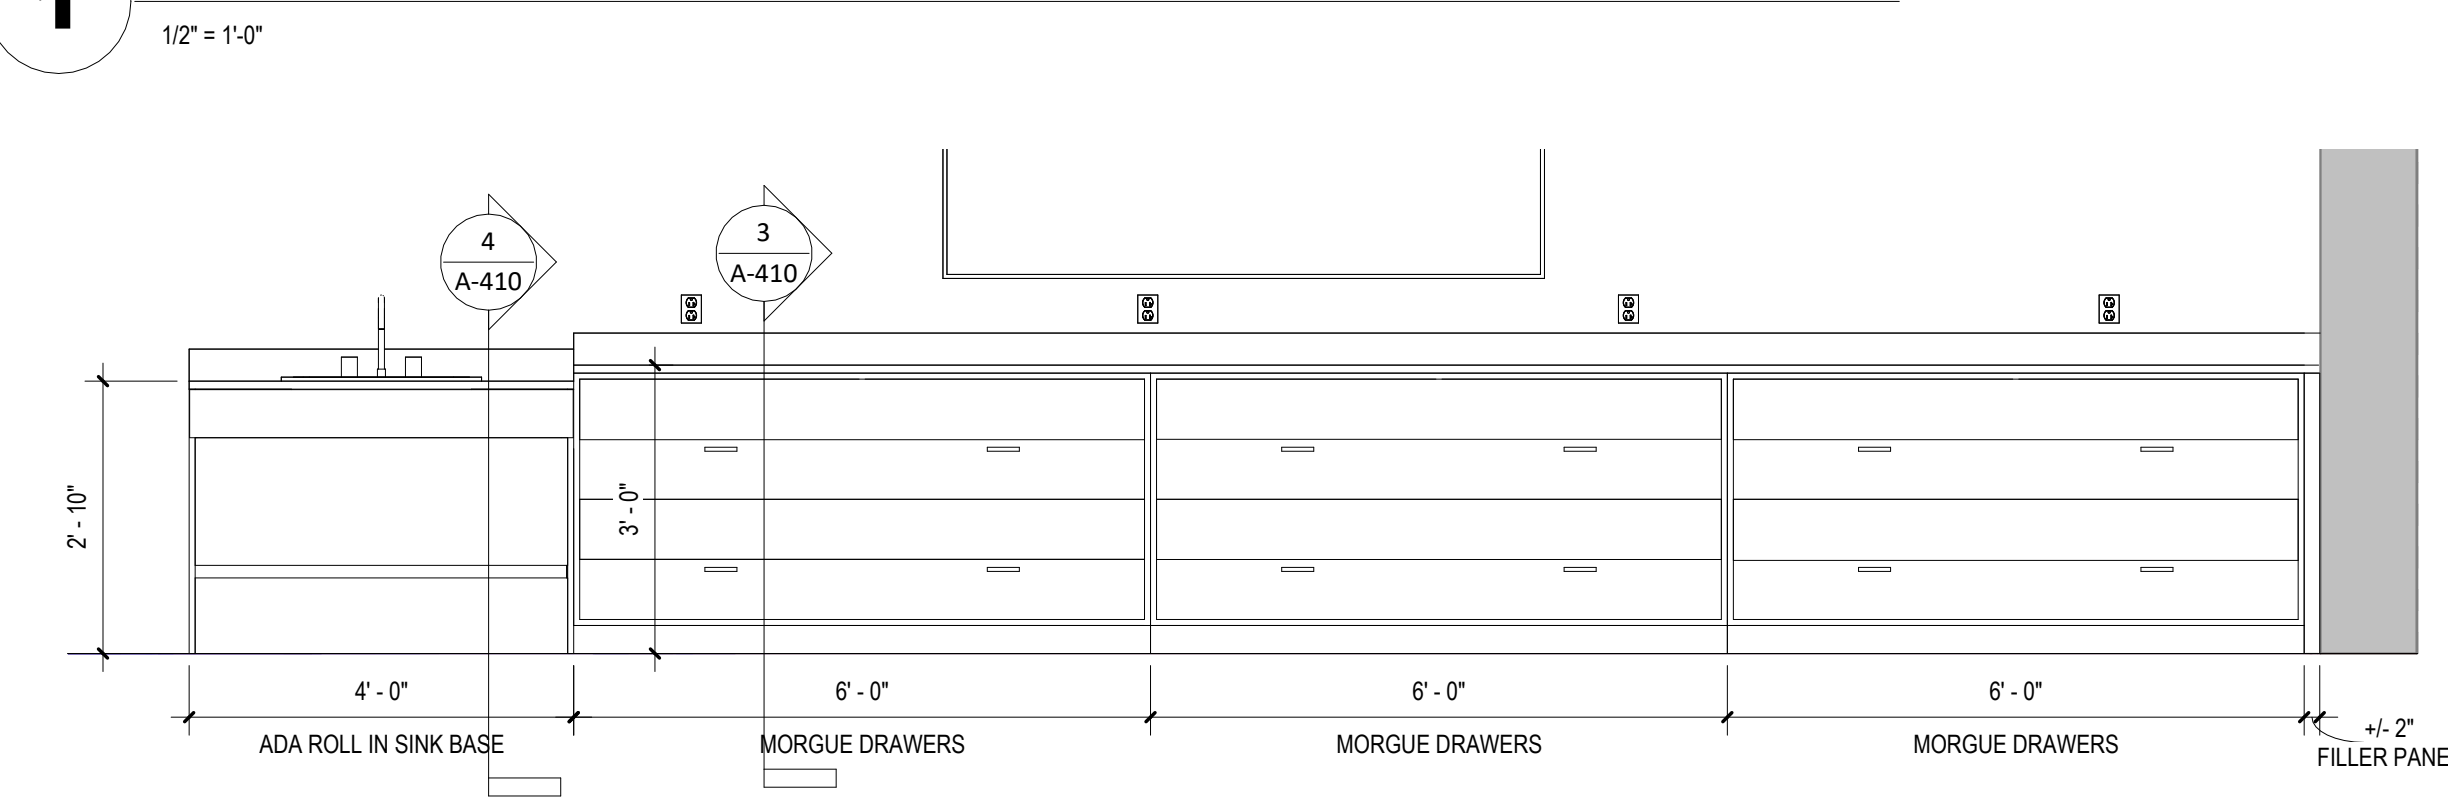 1
1/2" = 1'-0"
4
A-410
3
A-410
2' - 10"
3' - 0"
4' - 0"
6' - 0"
6' - 0"
6' - 0"
ADA ROLL IN SINK BASE
MORGUE DRAWERS
MORGUE DRAWERS
MORGUE DRAWERS
+/- 2"
FILLER PANE